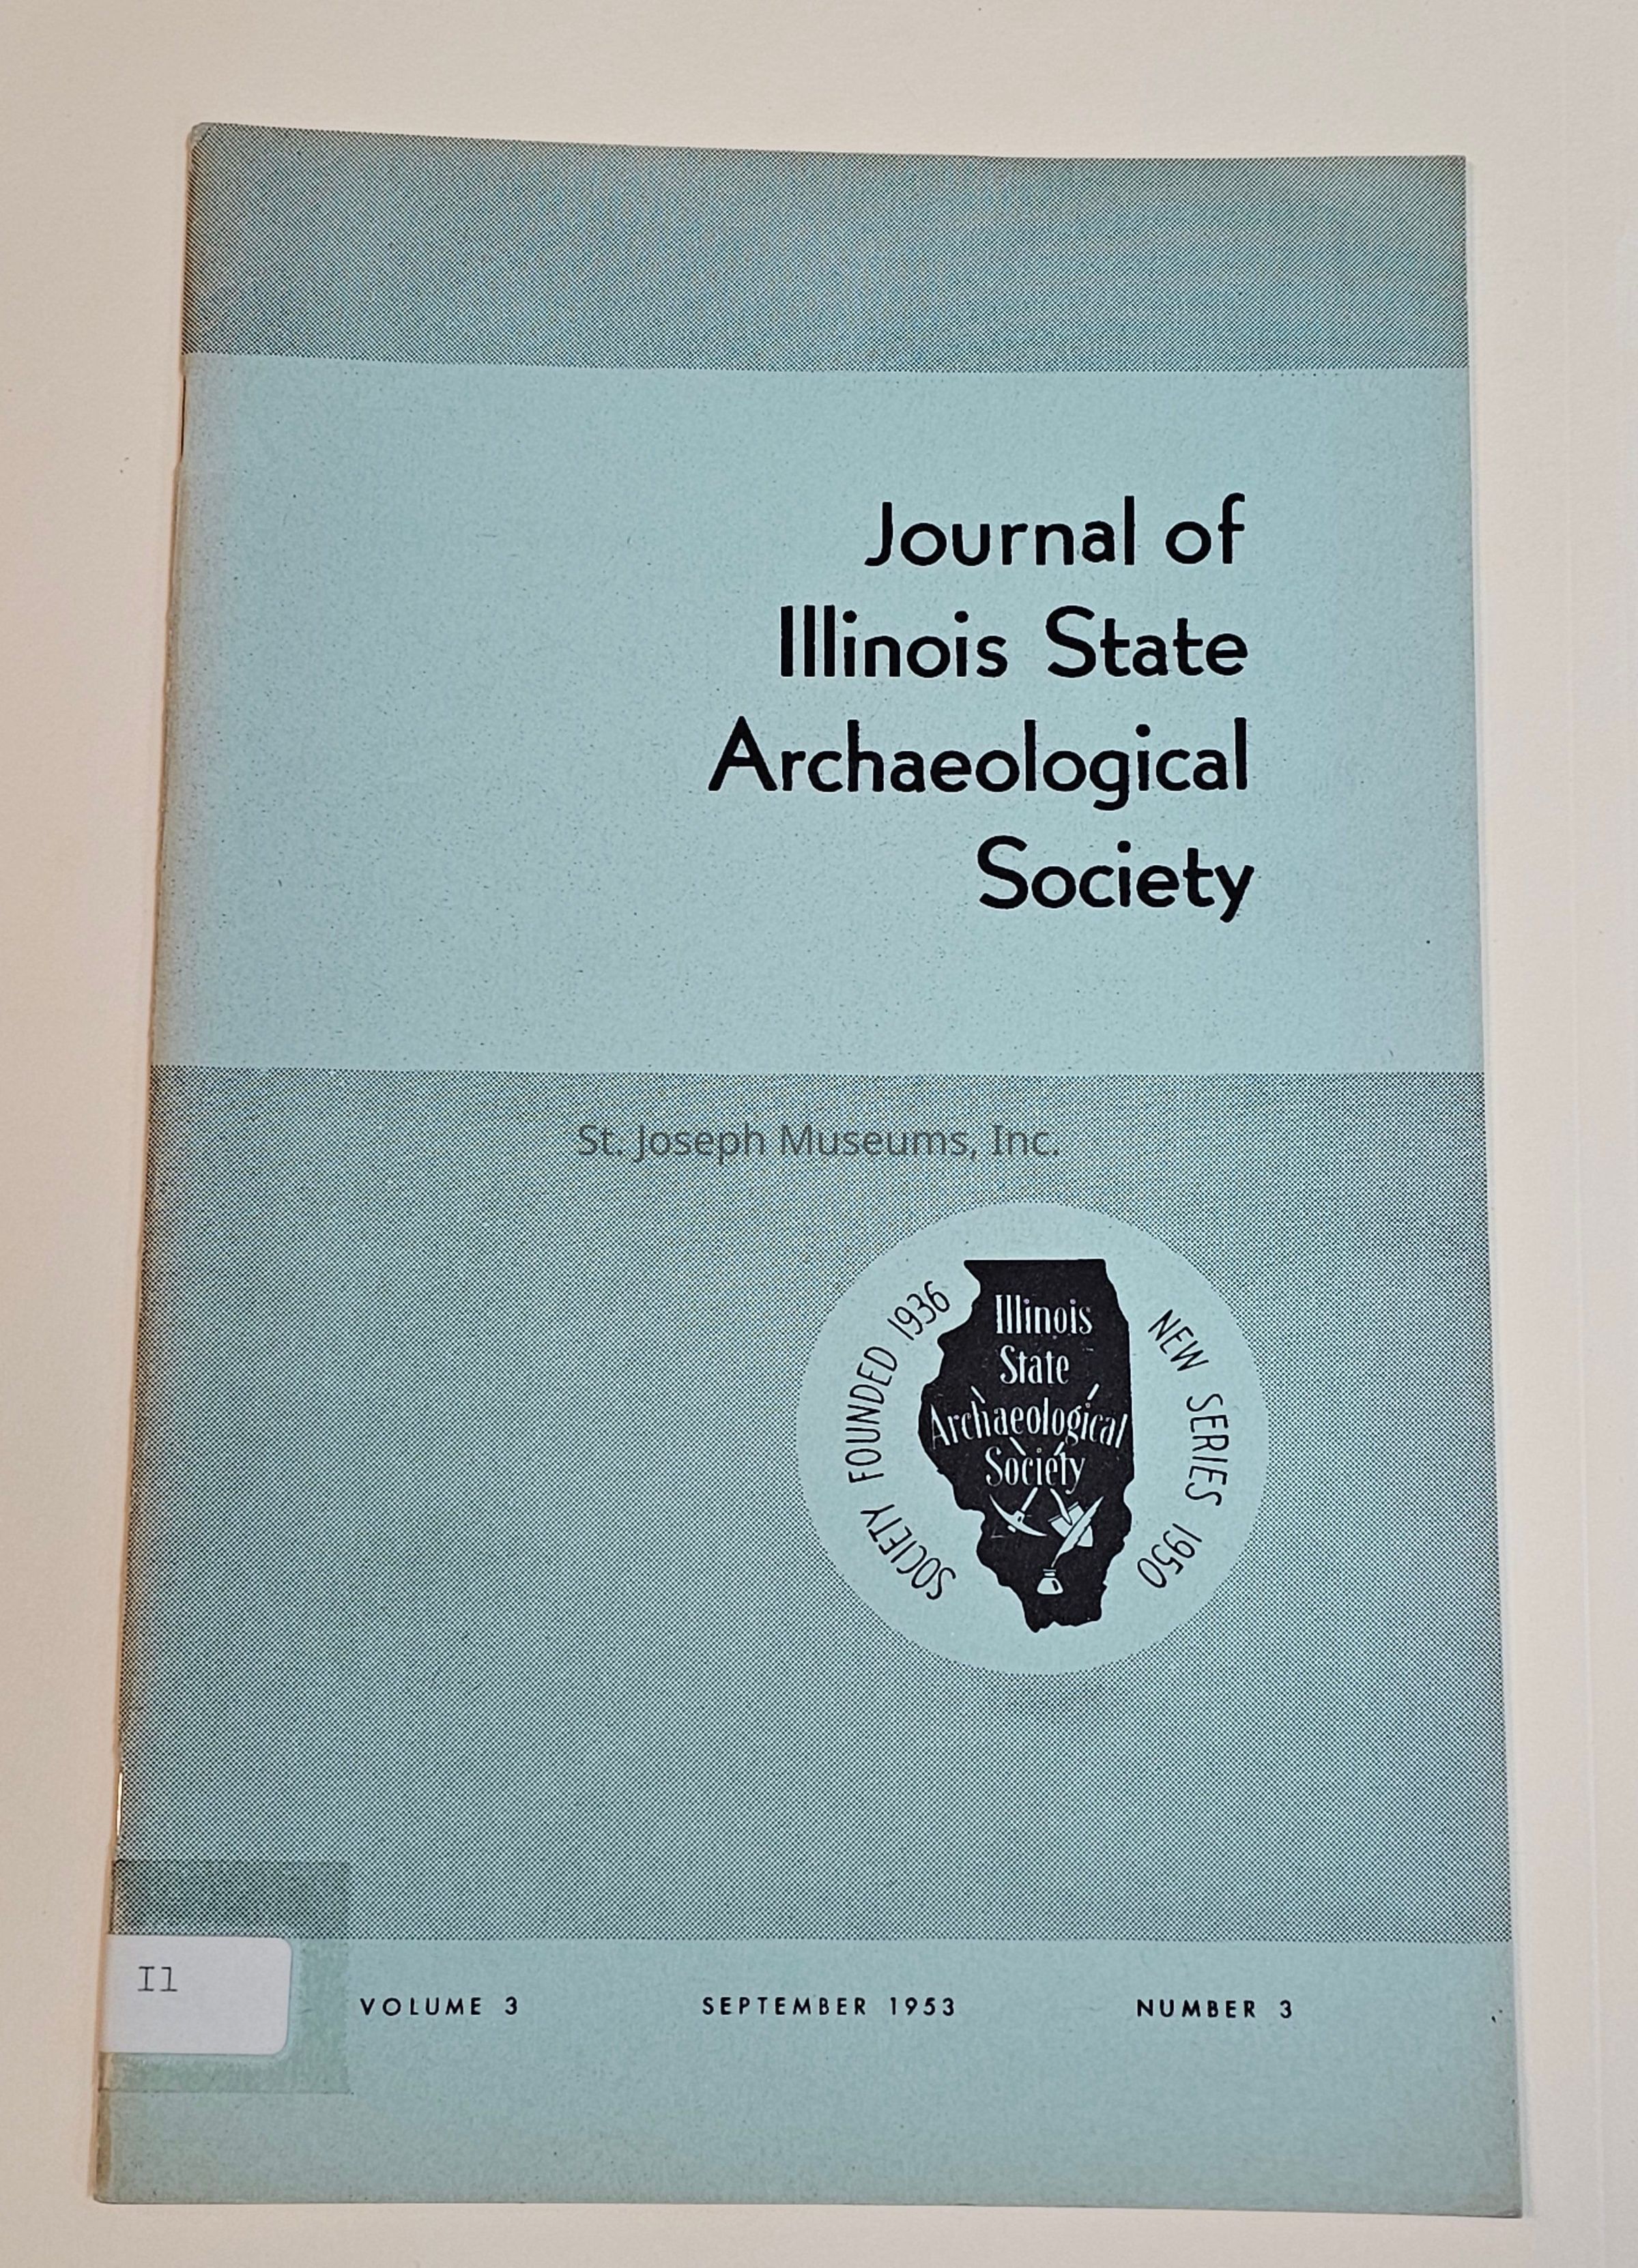 Journal of
Illinois State
Archaeological
Society
St. Joseph Museums, Inc.
SOCIETY FOUNDED 1936
Illinois
State
Archaeological
Society
NEW SERIES 1950
Il
VOLUME 3 SEPTEMBER 1953 NUMBER 3